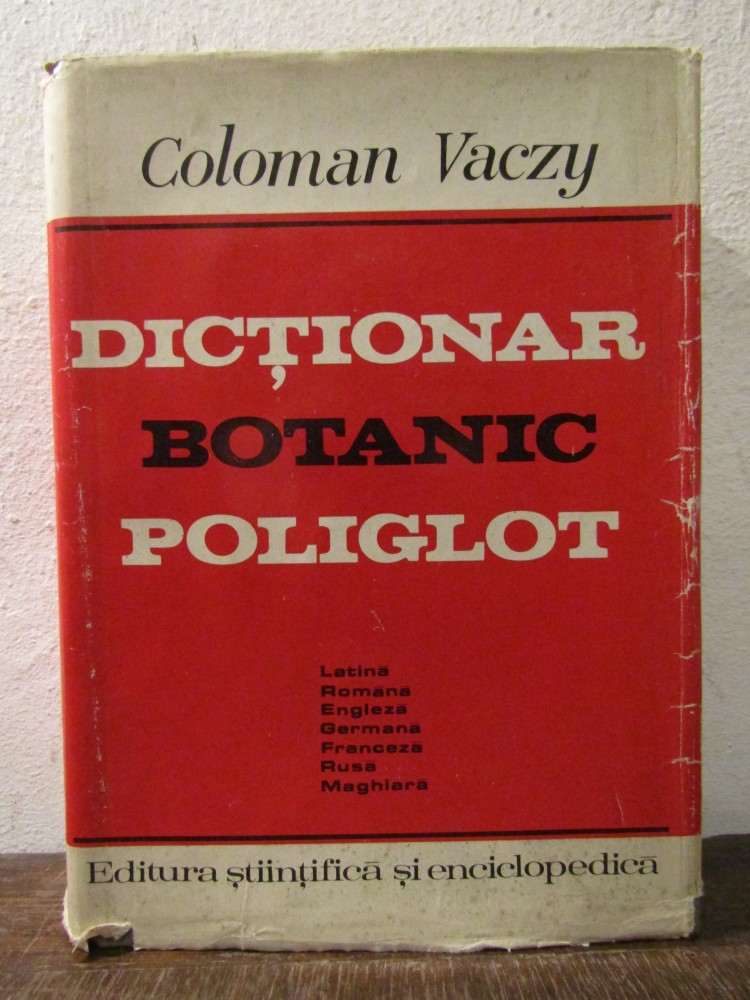 Coloman Vaczy
DICȚIONAR
BOTANIC
POLIGLOT
Latină
Română
Engleză
Germană
Franceză
Rusă
Maghiară
Editura științifică și enciclopedică